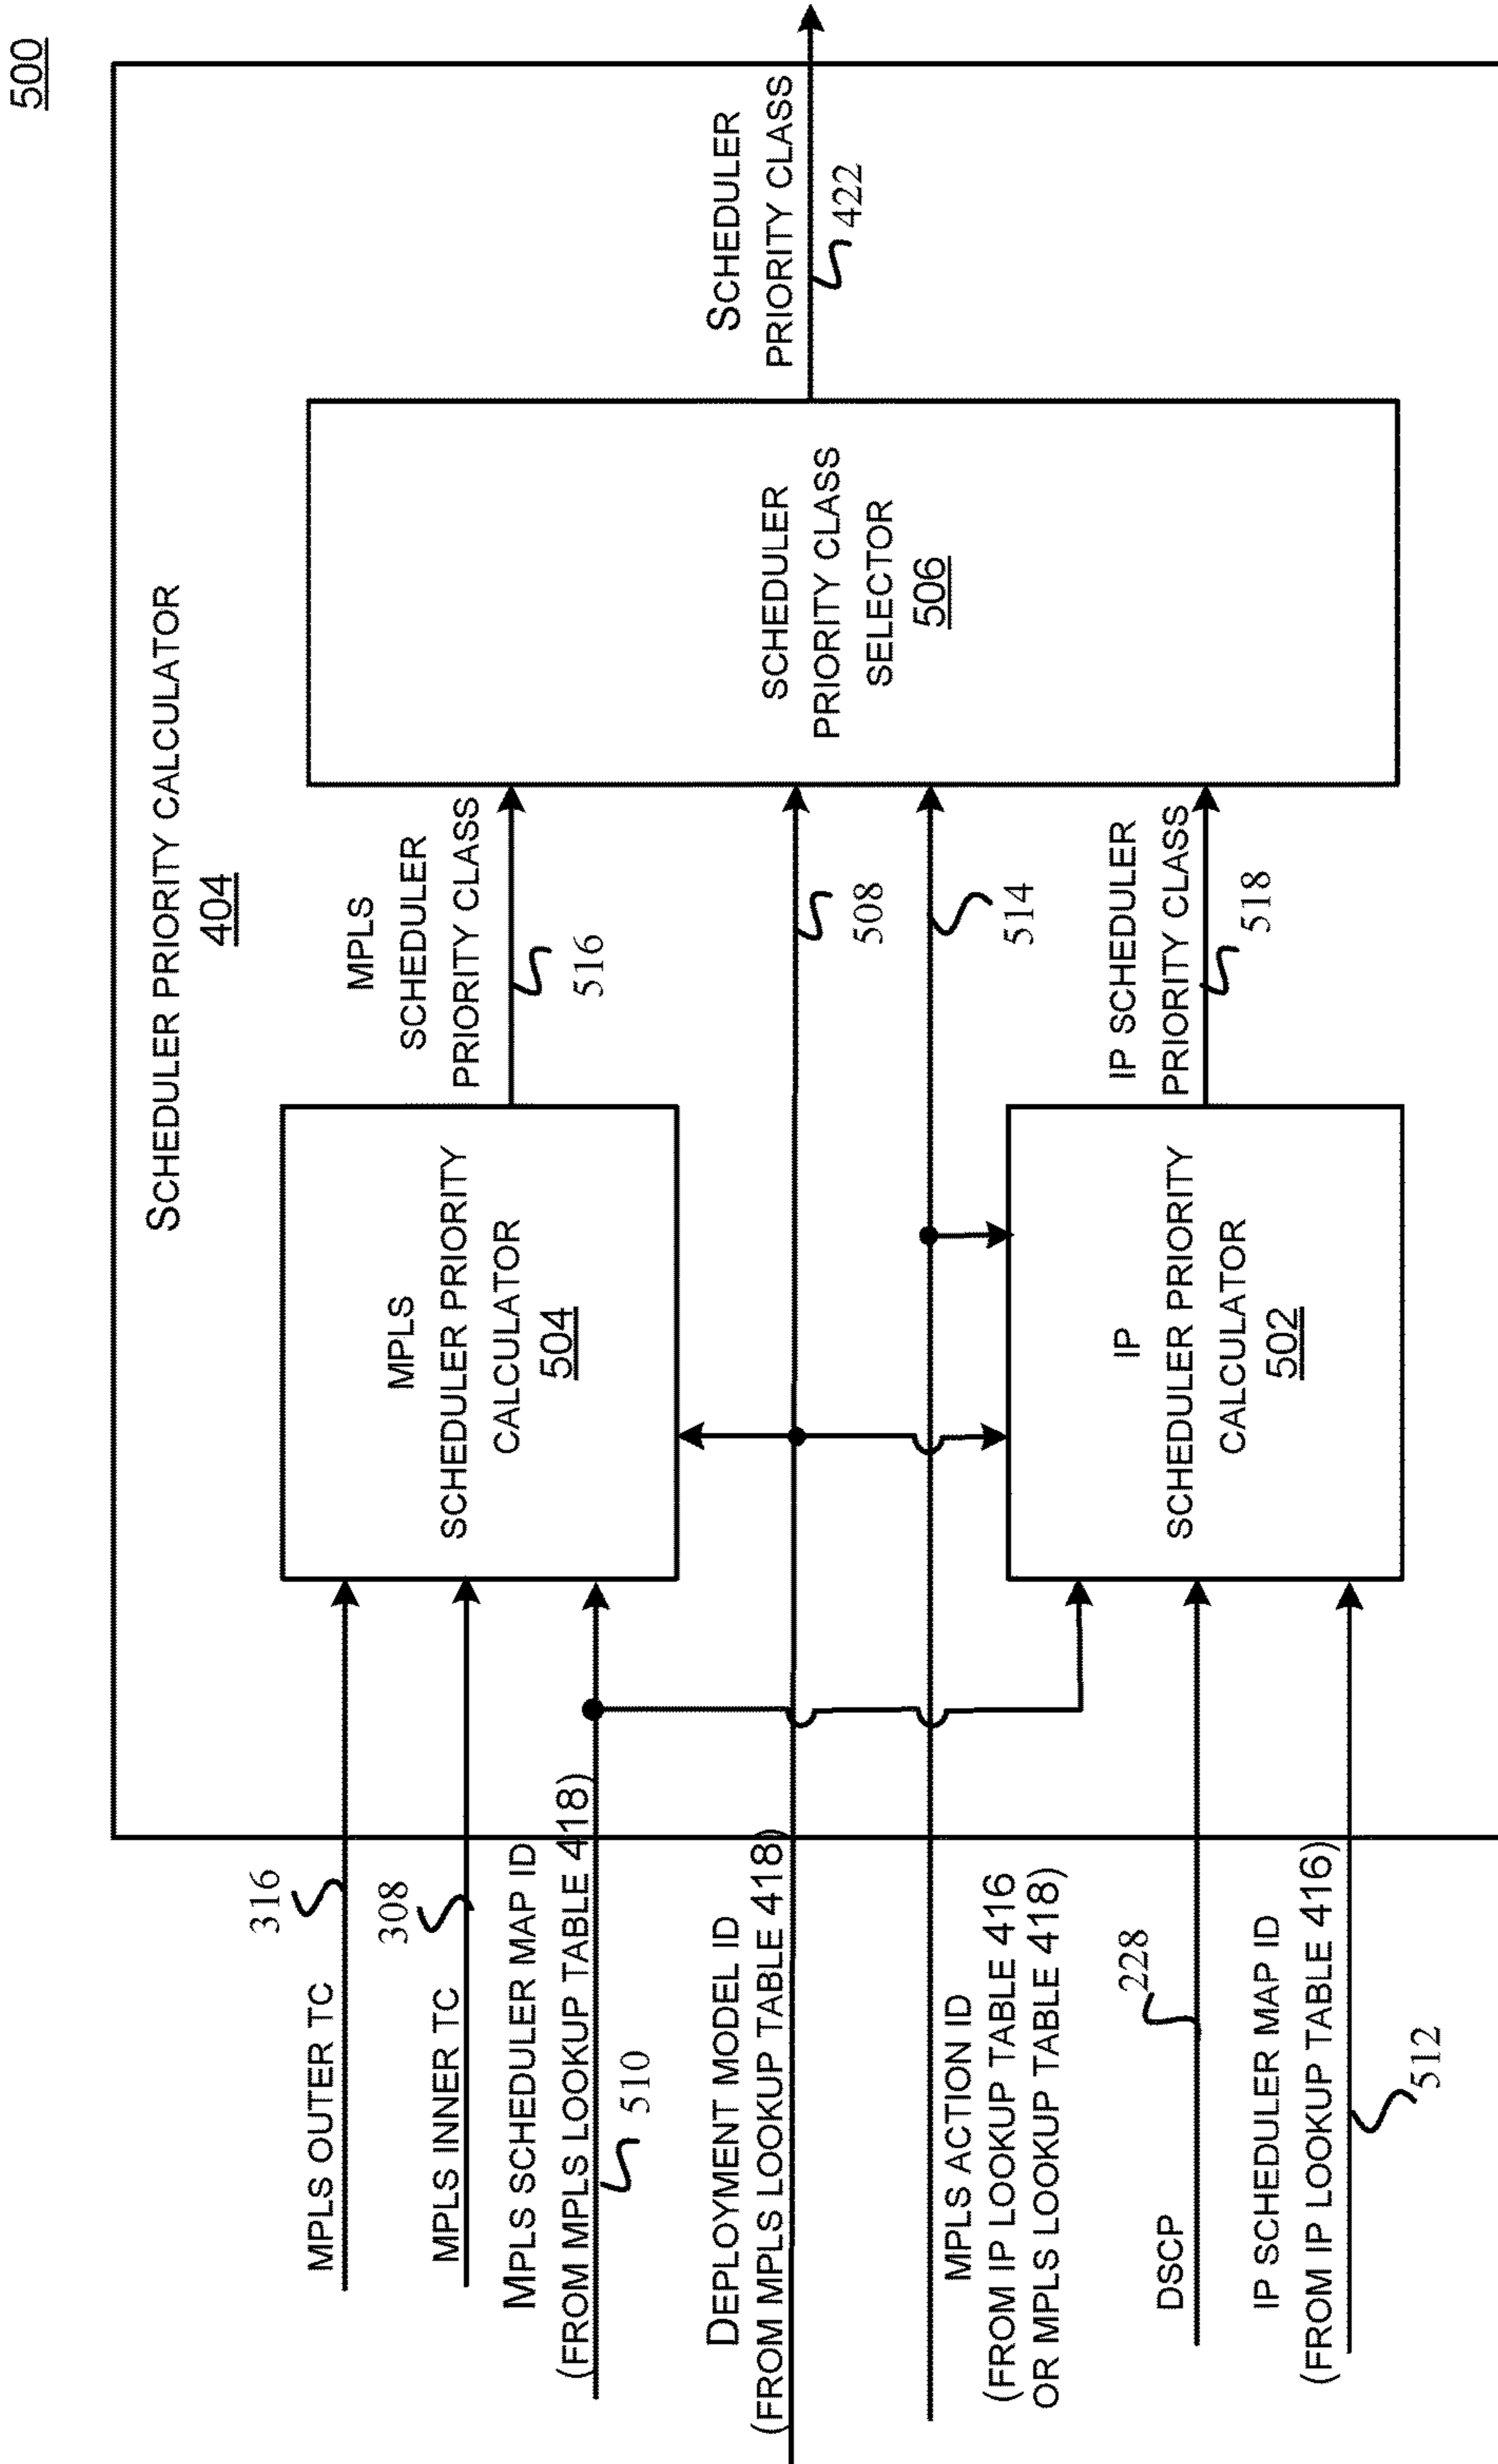 500
SCHEDULER PRIORITY CALCULATOR
404
MPLS OUTER TC
316
MPLS INNER TC
308
MPLS SCHEDULER MAP ID
(FROM MPLS LOOKUP TABLE 418)
510
DEPLOYMENT MODEL ID
(FROM MPLS LOOKUP TABLE 418)
MPLS ACTION ID
(FROM IP LOOKUP TABLE 416
OR MPLS LOOKUP TABLE 418)
DSCP
228
IP SCHEDULER MAP ID
(FROM IP LOOKUP TABLE 416)
512
MPLS
SCHEDULER PRIORITY
CALCULATOR
504
IP
SCHEDULER PRIORITY
CALCULATOR
502
MPLS
SCHEDULER
PRIORITY CLASS
516
508
514
IP SCHEDULER
PRIORITY CLASS
518
SCHEDULER
PRIORITY CLASS
SELECTOR
506
SCHEDULER
PRIORITY CLASS
422